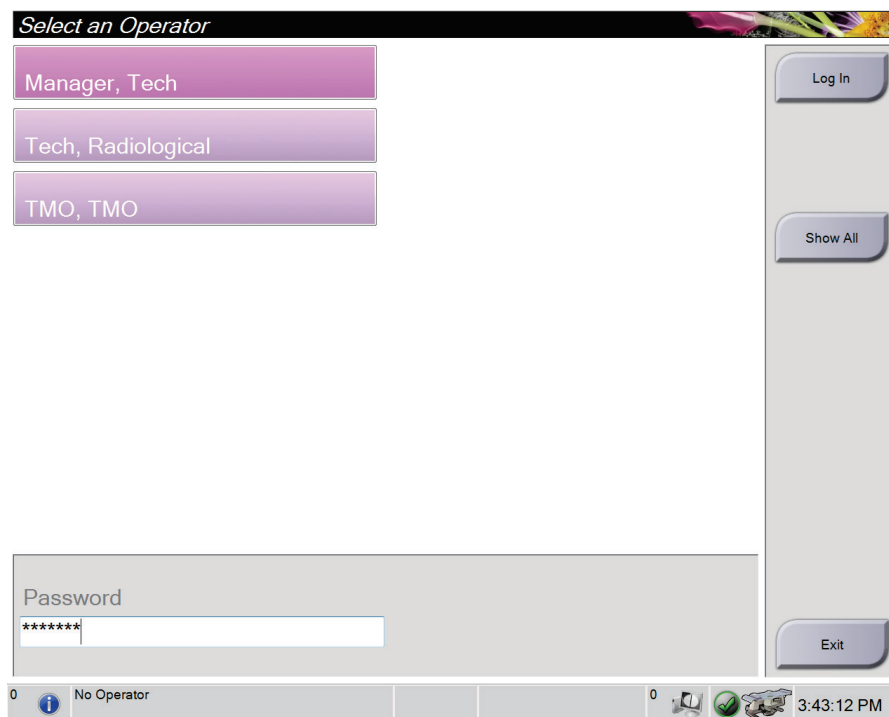 Select an Operator
Manager, Tech
Log In
Tech, Radiological
TMO, TMO
Show All
Password
*******
Exit
0
No Operator
0
3:43:12 PM